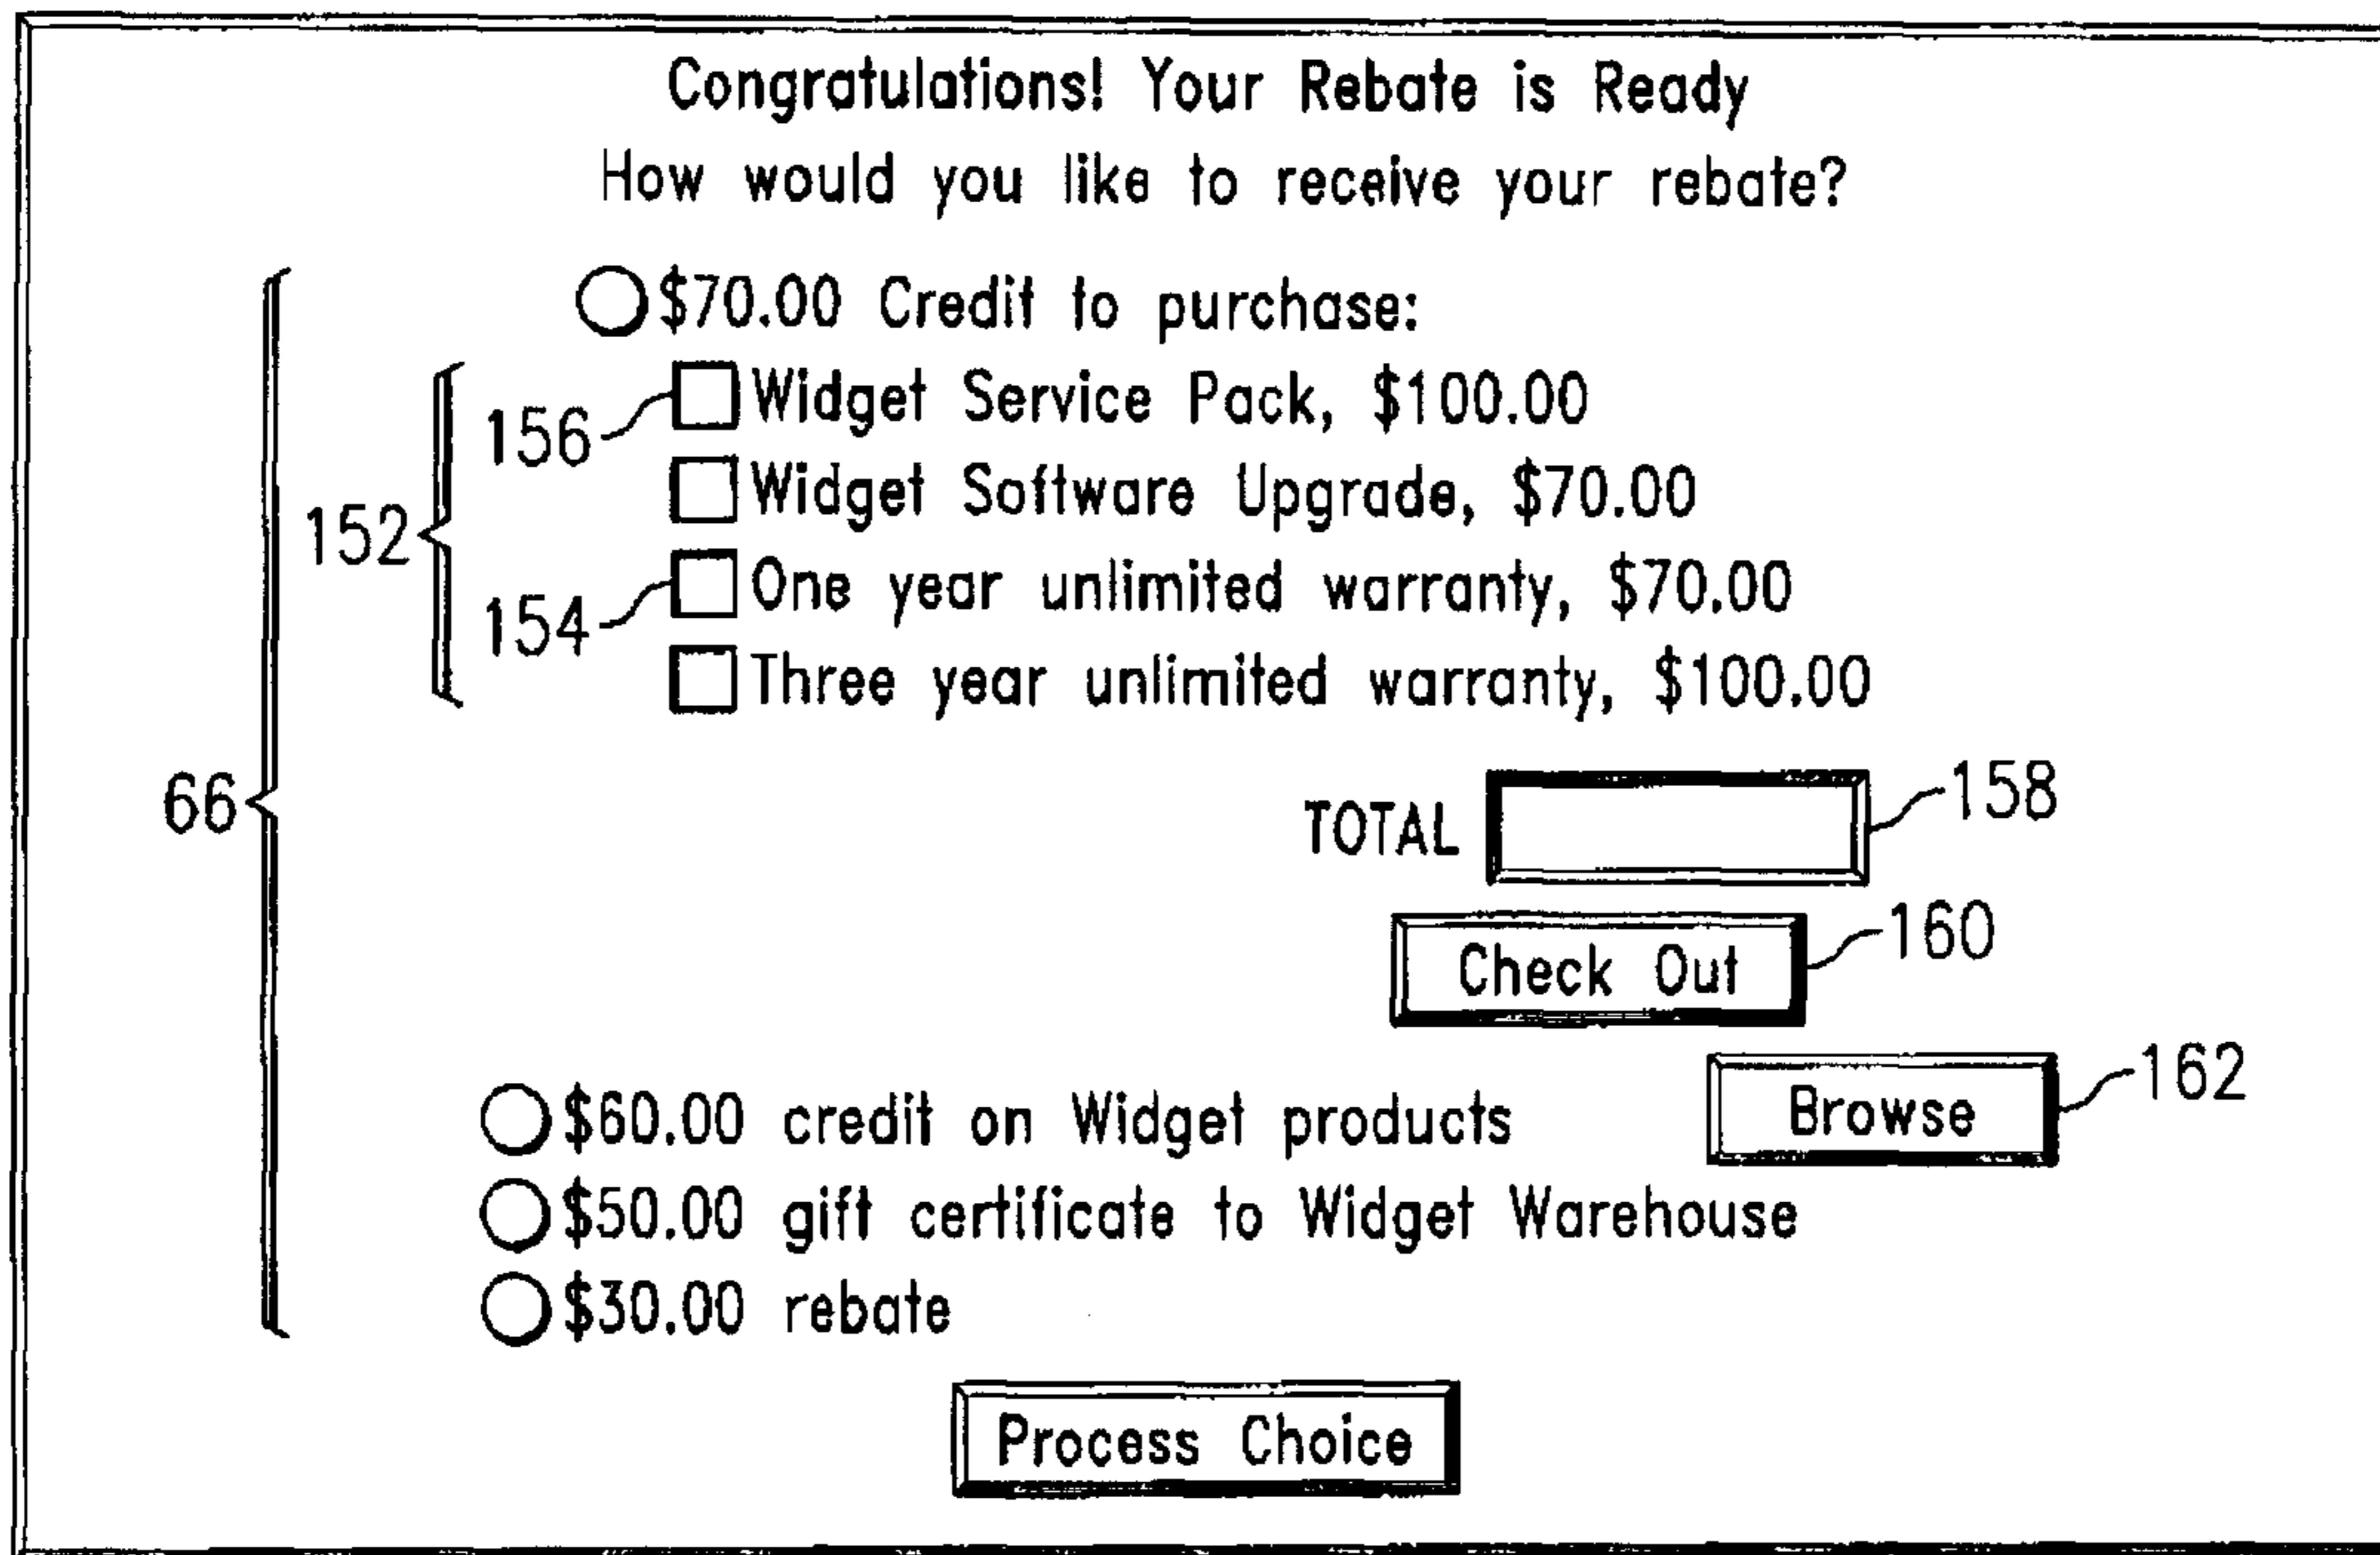 Congratulations! Your Rebate is Ready
How would you like to receive your rebate?
$70.00 Credit to purchase:
156 Widget Service Pack, $100.00
Widget Software Upgrade, $70.00
152
154 One year unlimited warranty, $70.00
Three year unlimited warranty, $100.00
66
TOTAL 158
Check Out 160
$60.00 credit on Widget products Browse 162
$50.00 gift certificate to Widget Warehouse
$30.00 rebate
Process Choice